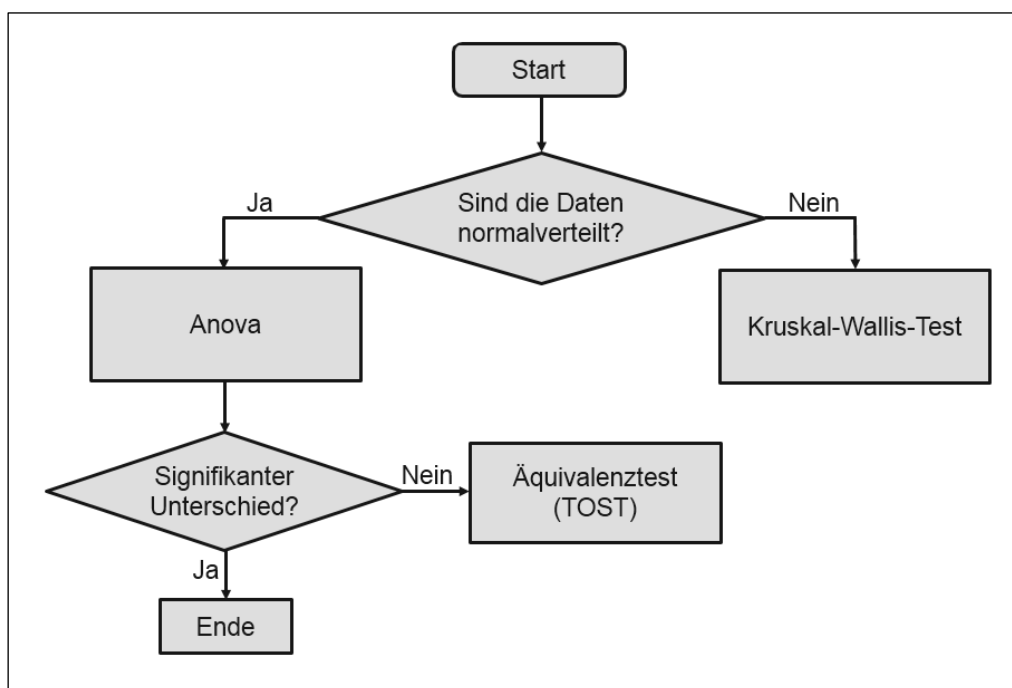 Start
Sind die Daten
normalverteilt?
Ja
Nein
Anova
Kruskal-Wallis-Test
Signifikanter
Unterschied?
Nein
Äquivalenztest
(TOST)
Ja
Ende